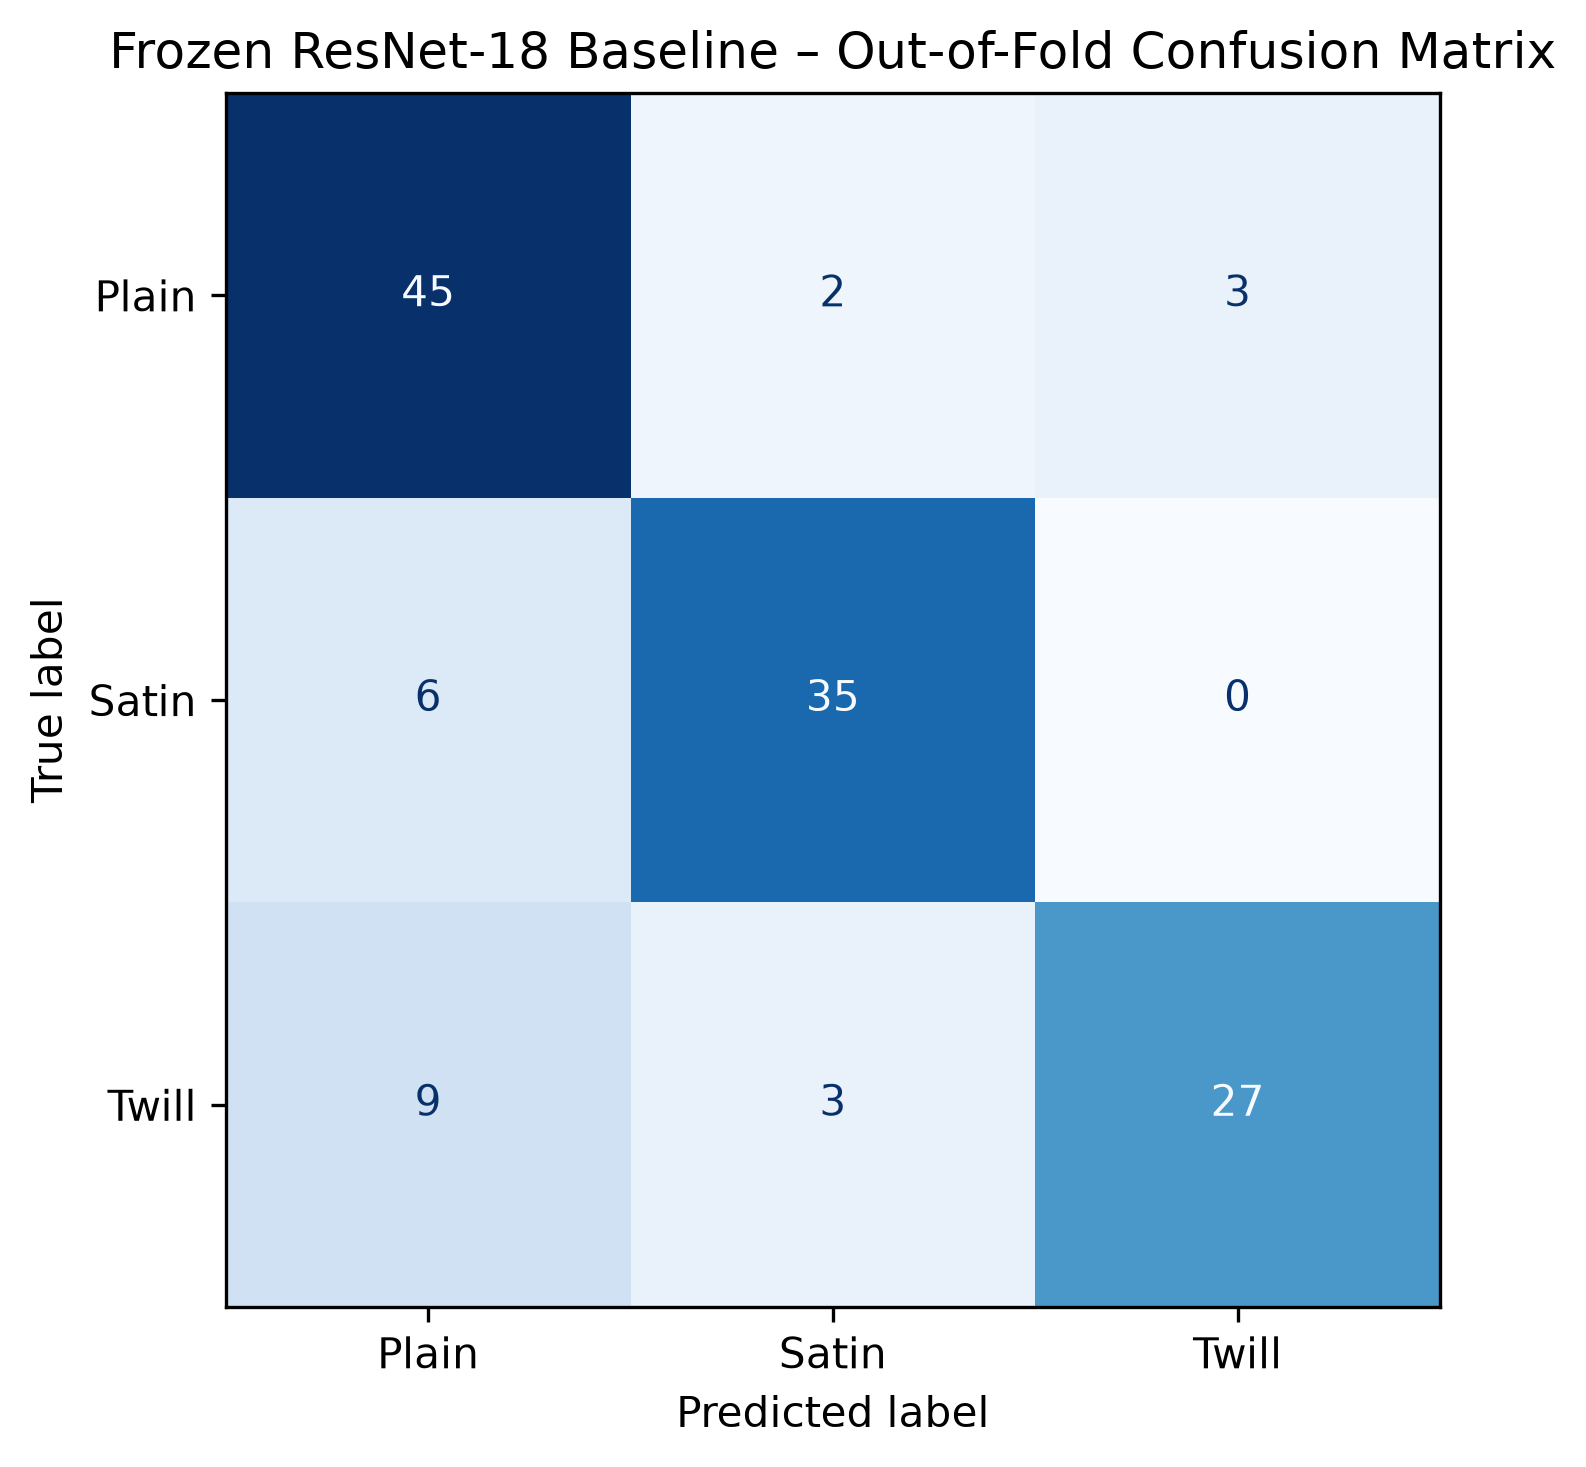 Frozen ResNet-18 Baseline – Out-of-Fold Confusion Matrix
True label
Plain 45 2 3
Satin 6 35 0
Twill 9 3 27
Plain Satin Twill
Predicted label